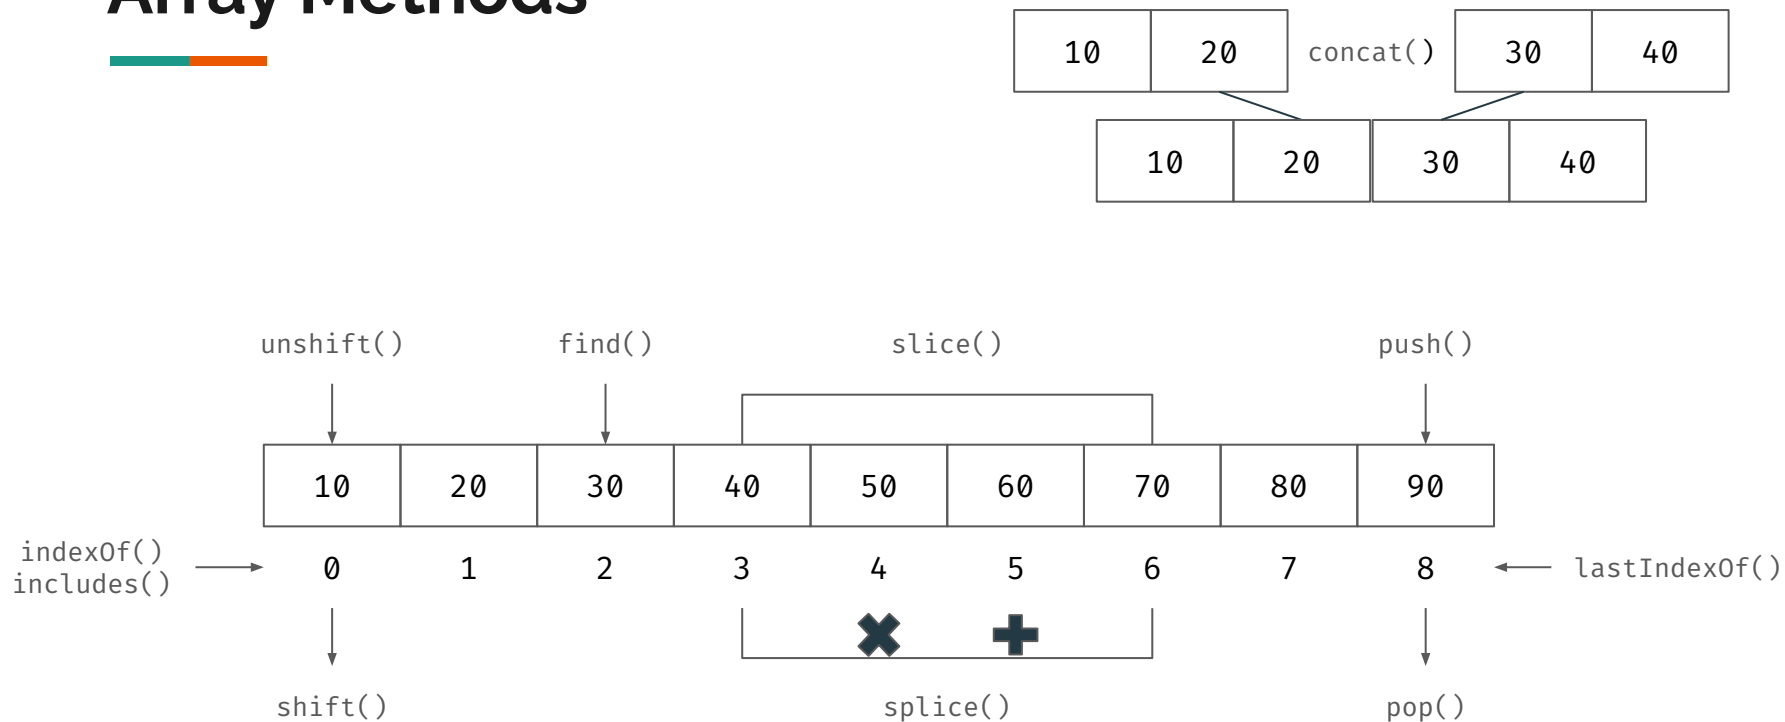 Array Methods
10 20 concat() 30 40
10 20 30 40
unshift() find() slice() push()
10 20 30 40 50 60 70 80 90
indexOf()
includes()
0 1 2 3 4 5 6 7 8
lastIndexOf()
shift() splice() pop()